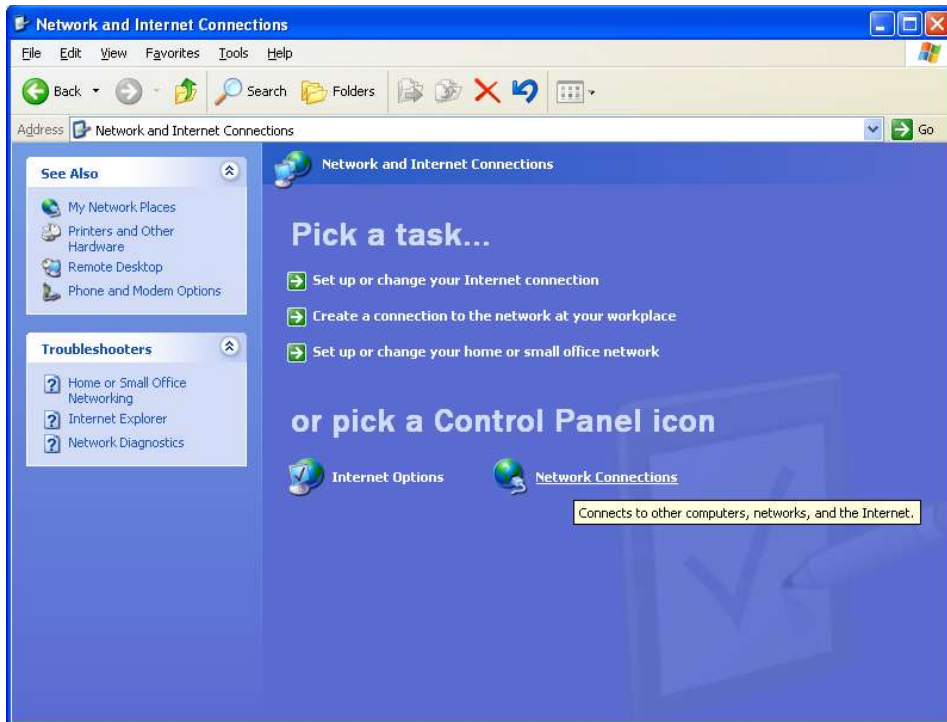 Network and Internet Connections
File Edit View Favorites Tools Help
Back Search Folders
Address Network and Internet Connections Go
See Also
My Network Places
Printers and Other
Hardware
Remote Desktop
Phone and Modem Options
Troubleshooters
Home or Small Office
Networking
Internet Explorer
Network Diagnostics
Network and Internet Connections
Pick a task...
Set up or change your Internet connection
Create a connection to the network at your workplace
Set up or change your home or small office network
or pick a Control Panel icon
Internet Options Network Connections
Connects to other computers, networks, and the Internet.